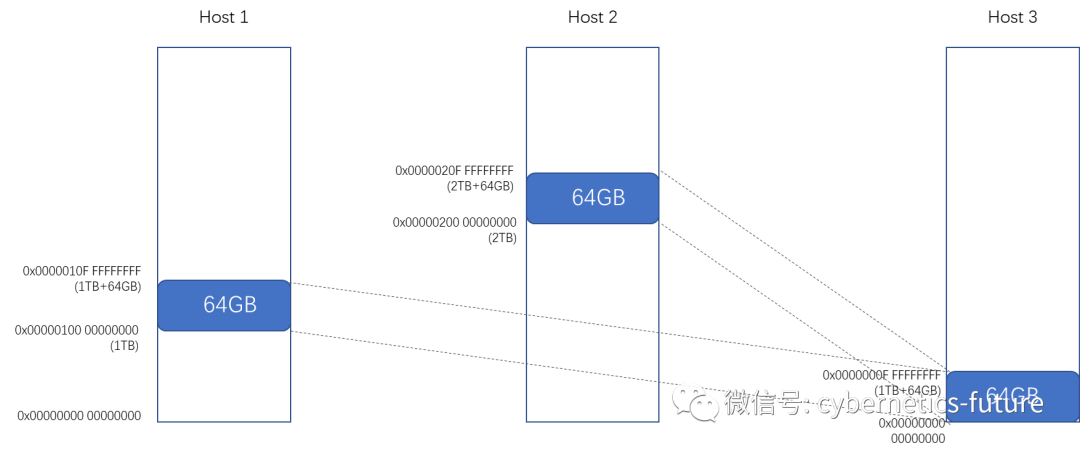 Host 1
Host 2
Host 3
0x0000020F FFFFFFFF
(2TB+64GB)
64GB
0x00000200 00000000
(2TB)
0x0000010F FFFFFFFF
(1TB+64GB)
64GB
0x00000100 00000000
(1TB)
0x0000000F FFFFFFFF
(1TB+64GB)
64GB
微信号: cybernetics-future
0x00000000 00000000
0x00000000
00000000